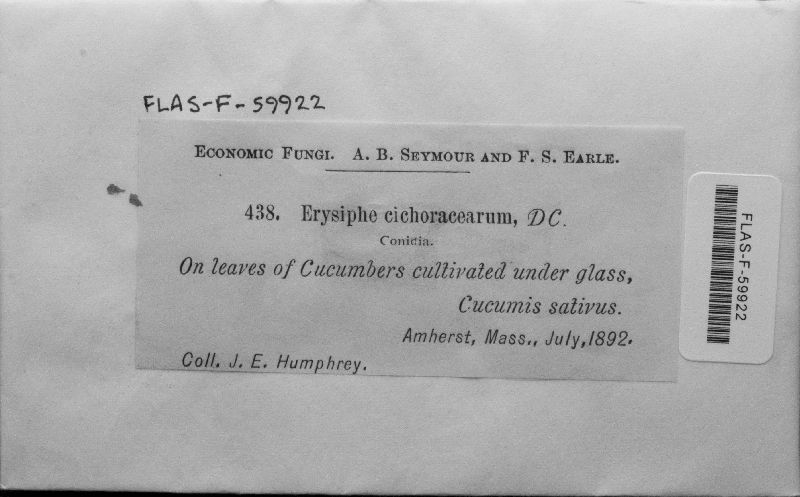 FLAS-F-59922
ECONOMIC FUNGI. A. B. SEYMOUR AND F. S. EARLE.
438. Erysiphe cichoracearum, DC.
Conidia.
On leaves of Cucumbers cultivated under glass,
Cucumis sativus.
Amherst, Mass., July, 1892.
Coll. J. E. Humphrey.
FLAS-F-59922